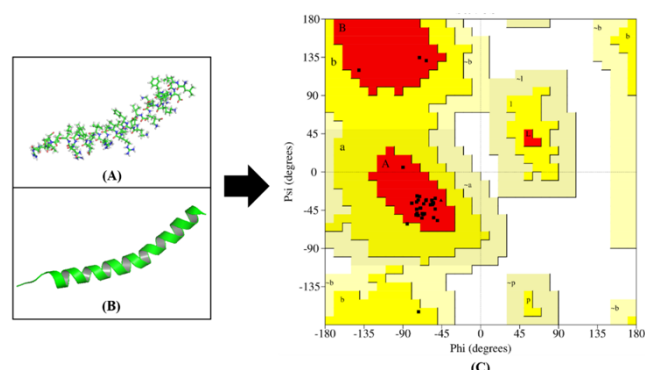 (A)
(B)
180
135
90
45
0
-45
-90
-135
-180
Psi (degrees)
B
b
~b
~b
b
~l
l
L
a
A
~a
~b
b
~p
p
~b
-180 -135 -90 -45 0 45 90 135 180
Phi (degrees)
(C)